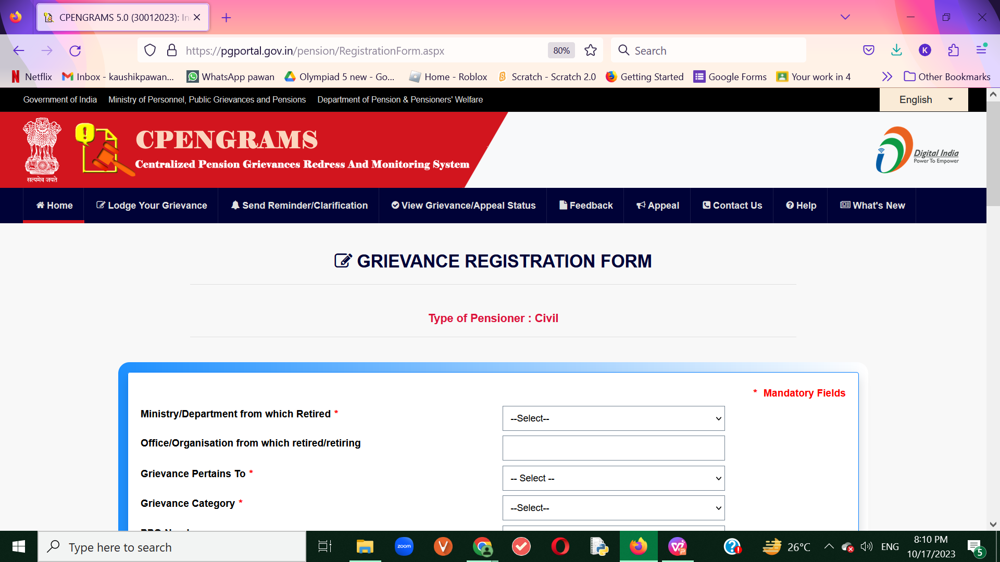 CPENGRAMS 5.0 (30012023): In
https://pgportal.gov.in/pension/RegistrationForm.aspx
80%
Search
K
Netflix
Inbox - kaushikpawan...
WhatsApp pawan
Olympiad 5 new - Go...
Home - Roblox
Scratch - Scratch 2.0
Getting Started
Google Forms
Your work in 4
Other Bookmarks
Government of India
Ministry of Personnel, Public Grievances and Pensions
Department of Pension & Pensioners' Welfare
English
सत्यमेव जयते
CPENGRAMS
Centralized Pension Grievances Redress And Monitoring System
Digital India
Power To Empower
Home
Lodge Your Grievance
Send Reminder/Clarification
View Grievance/Appeal Status
Feedback
Appeal
Contact Us
Help
What's New
GRIEVANCE REGISTRATION FORM
Type of Pensioner : Civil
* Mandatory Fields
Ministry/Department from which Retired *
--Select--
Office/Organisation from which retired/retiring
Grievance Pertains To *
-- Select --
Grievance Category *
--Select--
Type here to search
zoom
V
26°C
ENG
8:10 PM
10/17/2023
5